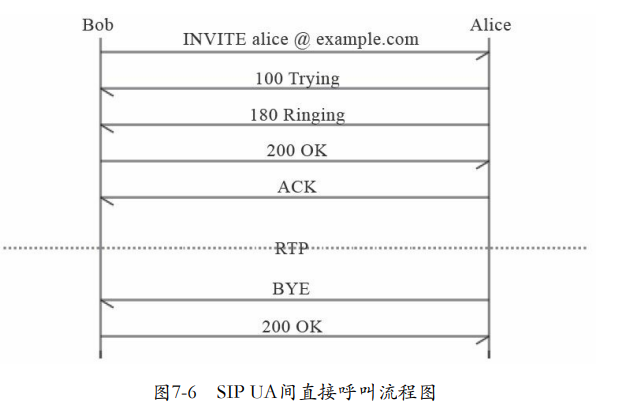 Bob Alice
INVITE alice @ example.com
100 Trying
180 Ringing
200 OK
ACK
RTP
BYE
200 OK
图7-6 SIP UA间直接呼叫流程图